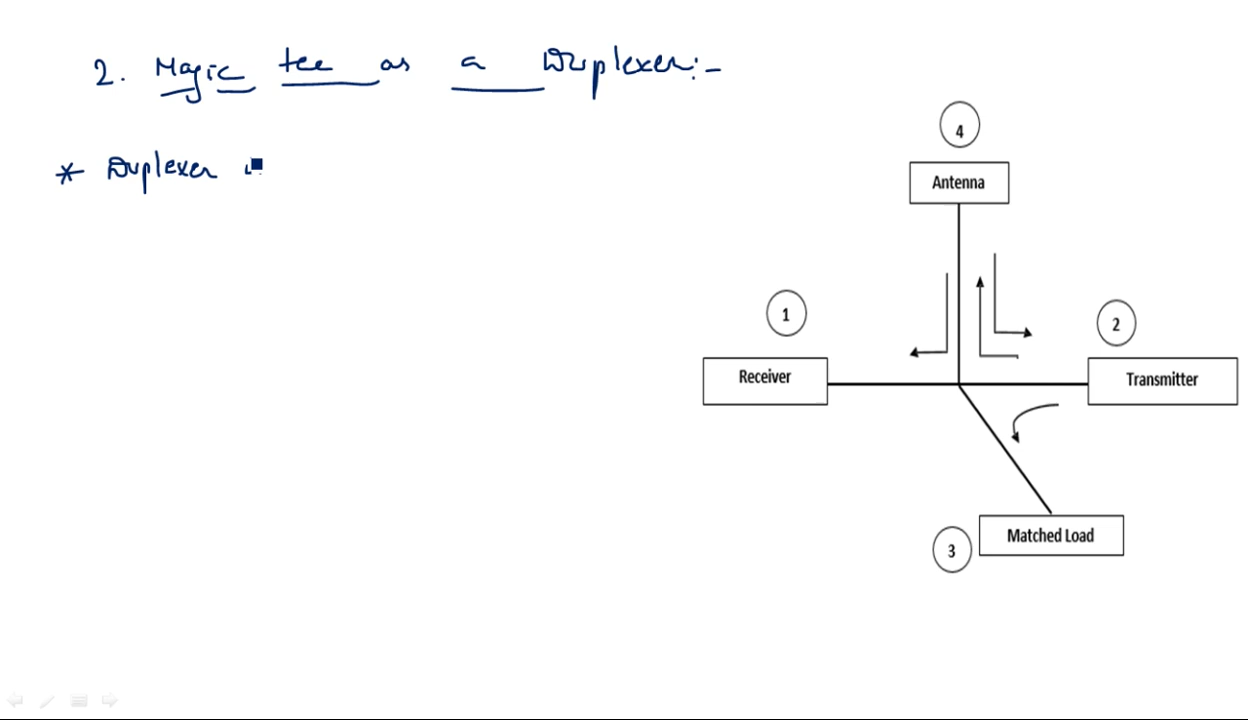 2. Magic tee as a Duplexer:-
* Duplexer
4
Antenna
1
2
Receiver
Transmitter
Matched Load
3